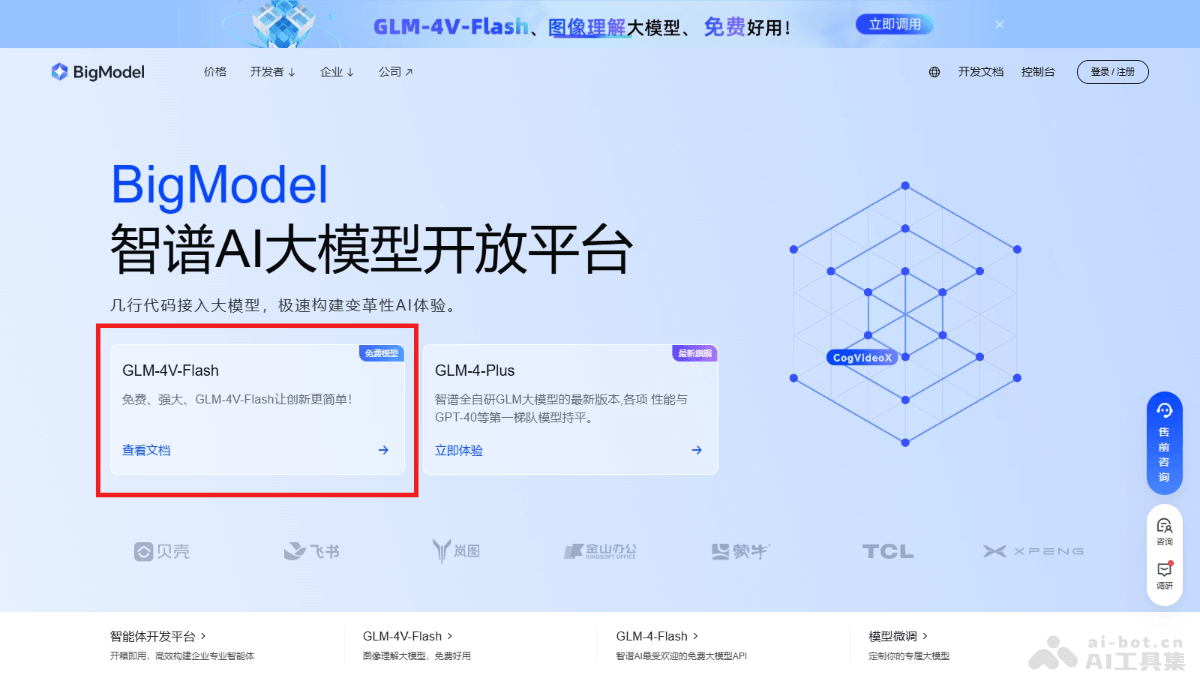 GLM-4V-Flash、图像理解大模型、免费好用!
立即调用
BigModel
价格
开发者↓
企业↓
公司↗
开发文档
控制台
登录 / 注册
BigModel
智谱AI大模型开放平台
几行代码接入大模型，极速构建变革性AI体验。
免费模型
GLM-4V-Flash
免费、强大、GLM-4V-Flash让创新更简单!
查看文档
最新旗舰
GLM-4-Plus
智谱全自研GLM大模型的最新版本,各项 性能与
GPT-40等第一梯队模型持平。
立即体验
CogVideoX
售前咨询
咨询
调研
贝壳
飞书
岚图
金山办公
KINGSOFT OFFICE
蒙牛
TCL
XPENG
智能体开发平台 >
开箱即用，高效构建企业专业智能体
GLM-4V-Flash >
图像理解大模型，免费好用
GLM-4-Flash >
智谱AI最受欢迎的免费大模型API
模型微调 >
定制你的专属大模型
ai-bot.cn
AI工具集